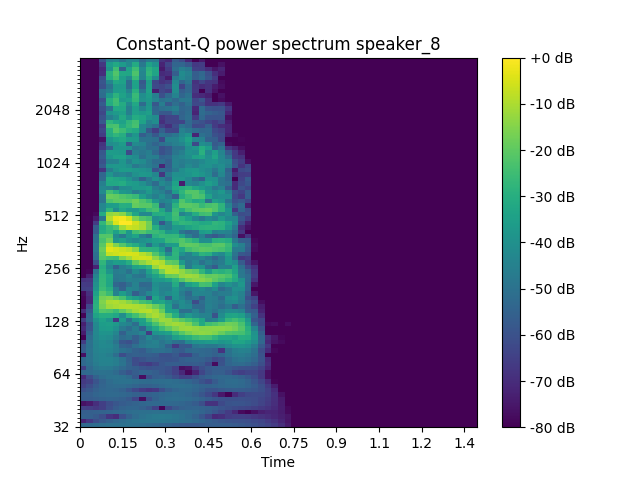 Constant-Q power spectrum speaker_8
Hz
2048
1024
512
256
128
64
32
0 0.15 0.3 0.45 0.6 0.75 0.9 1.1 1.2 1.4
Time
+0 dB
-10 dB
-20 dB
-30 dB
-40 dB
-50 dB
-60 dB
-70 dB
-80 dB